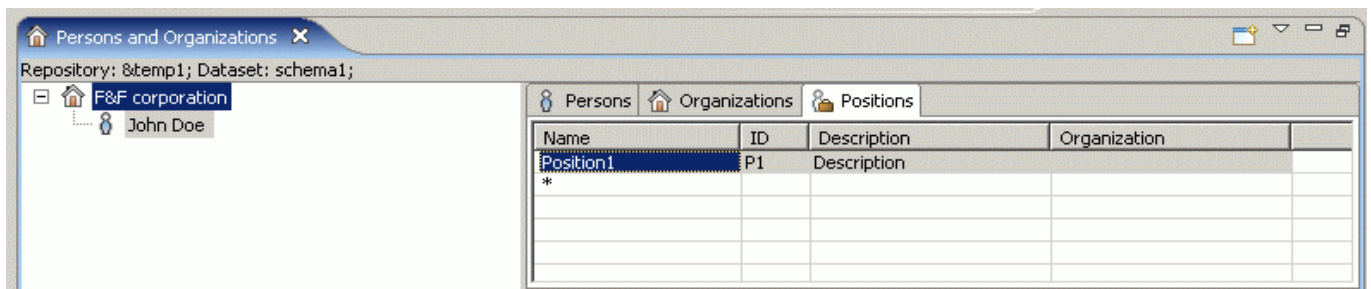 Persons and Organizations
Repository: &temp1; Dataset: schema1;
F&F corporation
John Doe
Persons Organizations Positions
Name ID Description Organization
Position1 P1 Description
*